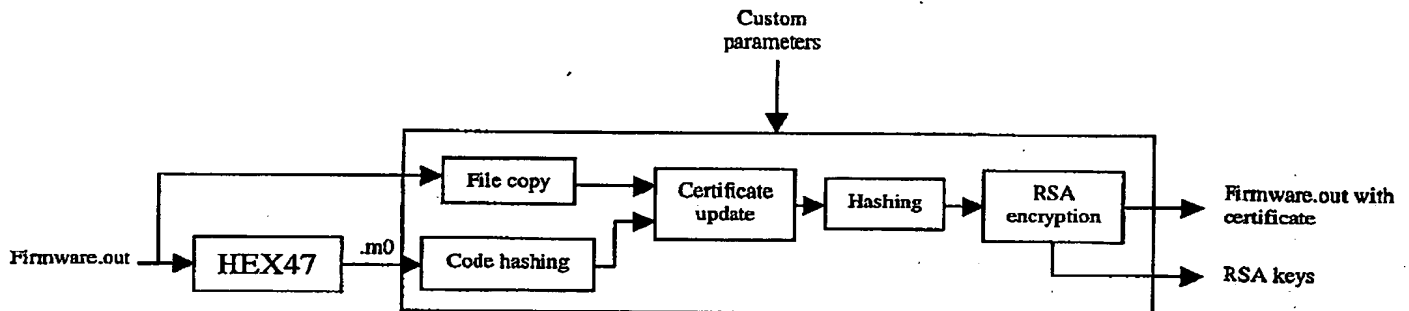 Custom
parameters
File copy
Certificate
update
Hashing
RSA
encryption
Firmware.out with
certificate
Firmware.out
HEX47
.m0
Code hashing
RSA keys